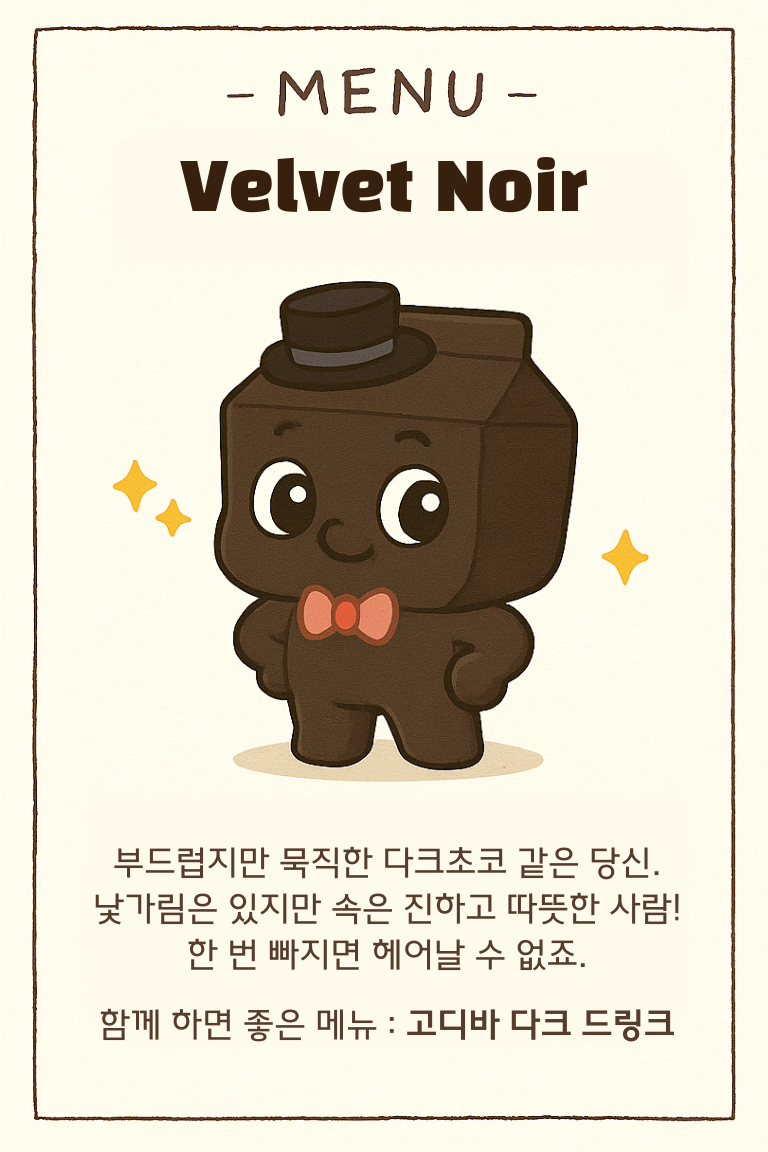 - MENU -
Velvet Noir
부드럽지만 묵직한 다크초코 같은 당신.
낯가림은 있지만 속은 진하고 따뜻한 사람!
한 번 빠지면 헤어날 수 없죠.
함께 하면 좋은 메뉴 : 고디바 다크 드링크